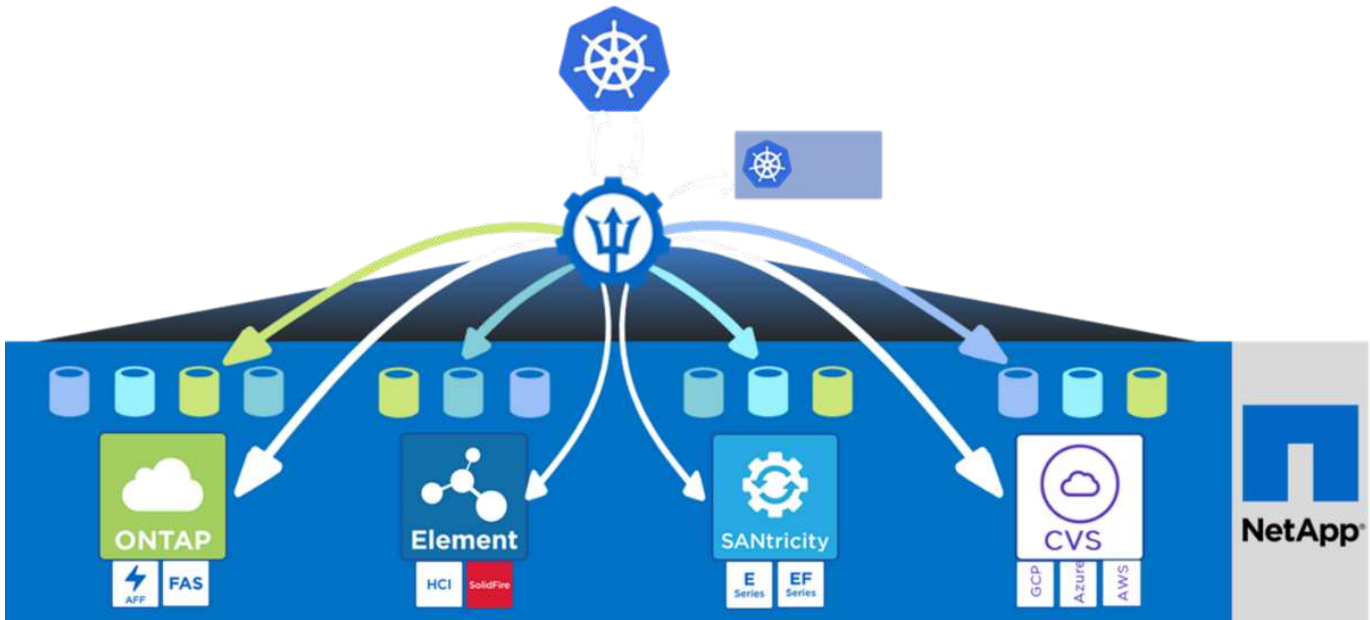 ONTAP
AFF
FAS
Element
HCI
SolidFire
SANtricity
E
Series
EF
Series
CVS
GCP
Azure
AWS
NetApp®